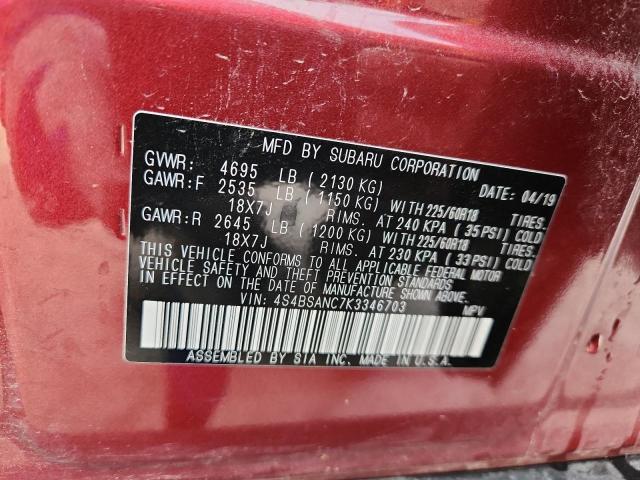 MFD BY SUBARU CORPORATION
GVWR: 4695 LB (2130 KG) DATE: 04/19
GAWR:F 2535 LB (1150 KG) WITH 225/60R18 TIRES.
18X7J RIMS. AT 240 KPA (35 PSI) COLD
GAWR:R 2645 LB (1200 KG) WITH 225/60R18 TIRES.
18X7J RIMS. AT 230 KPA (33 PSI) COLD
THIS VEHICLE CONFORMS TO ALL APPLICABLE FEDERAL MOTOR
VEHICLE SAFETY AND THEFT PREVENTION STANDARDS
IN EFFECT ON THE DATE OF MANUFACTURE SHOWN ABOVE.
VIN: 4S4BSANC7K3346703 MPV
ASSEMBLED BY SIA INC. MADE IN U.S.A.